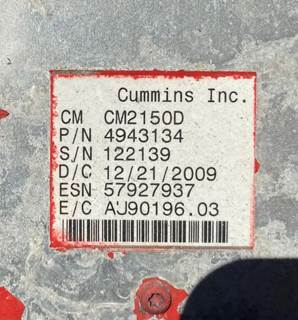 Cummins Inc.
CM CM2150D
P/N 4943134
S/N 122139
D/C 12/21/2009
ESN 57927937
E/C AJ90196.03